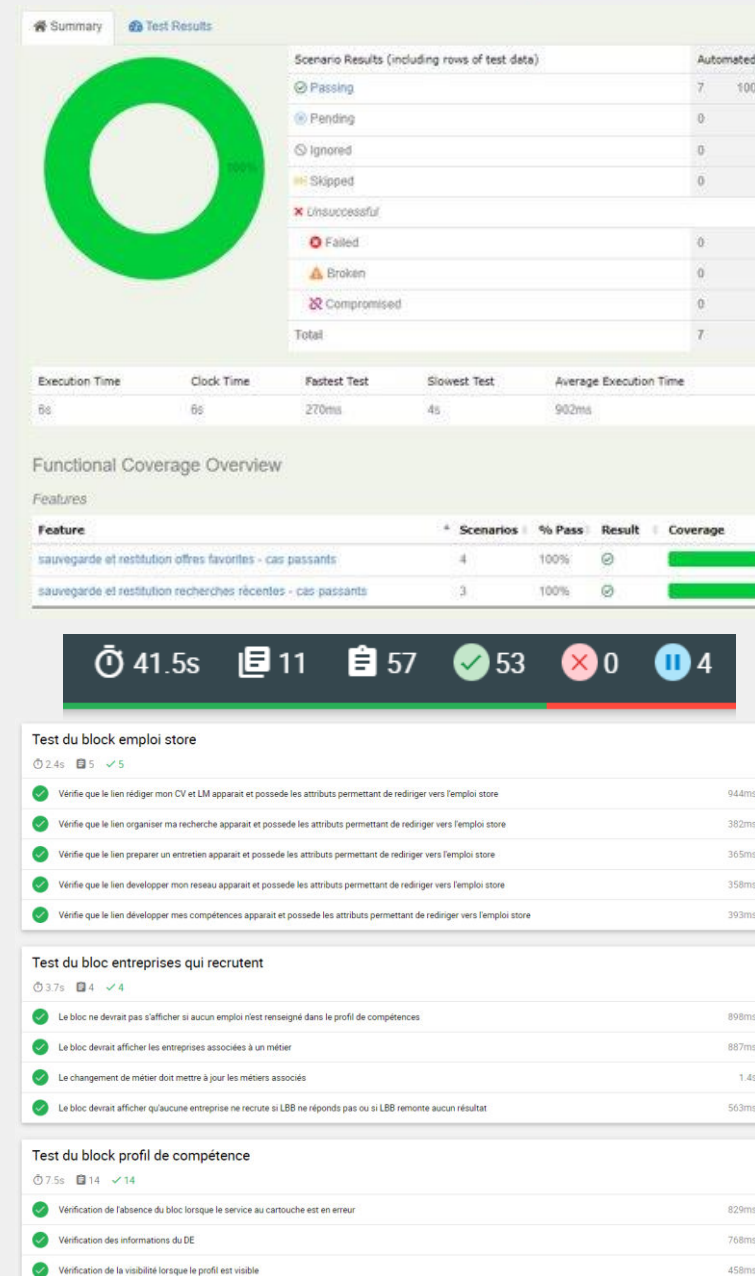 Summary Test Results
Scenario Results (including rows of test data) Automated
Passing 7 100
Pending 0
Ignored 0
Skipped 0
Unsuccessful
100%
Failed 0
Broken 0
Compromised 0
Total 7
Execution Time Clock Time Fastest Test Slowest Test Average Execution Time
6s 6s 270ms 4s 902ms
Functional Coverage Overview
Features
Feature Scenarios % Pass Result Coverage
sauvegarde et restitution offres favorites - cas passants 4 100%
sauvegarde et restitution recherches récentes - cas passants 3 100%
41.5s 11 57 53 0 4
Test du block emploi store
2.4s 5 5
Vérifie que le lien rédiger mon CV et LM apparait et possede les attributs permettant de rediriger vers l'emploi store 944ms
Vérifie que le lien organiser ma recherche apparait et possede les attributs permettant de rediriger vers l'emploi store 382ms
Vérifie que le lien preparer un entretien apparait et possede les attributs permettant de rediriger vers l'emploi store 365ms
Vérifie que le lien developper mon reseau apparait et possede les attributs permettant de rediriger vers l'emploi store 358ms
Vérifie que le lien développer mes compétences apparait et possede les attributs permettant de rediriger vers l'emploi store 393ms
Test du bloc entreprises qui recrutent
3.7s 4 4
Le bloc ne devrait pas s'afficher si aucun emploi n'est renseigné dans le profil de compétences 898ms
Le bloc devrait afficher les entreprises associées à un métier 887ms
Le changement de métier doit mettre à jour les métiers associés 1.4s
Le bloc devrait afficher qu'aucune entreprise ne recrute si LBB ne réponds pas ou si LBB remonte aucun résultat 563ms
Test du block profil de compétence
7.5s 14 14
Vérification de l'absence du bloc lorsque le service au cartouche est en erreur 829ms
Vérification des informations du DE 768ms
Vérification de la visibilité lorsque le profil est visible 458ms